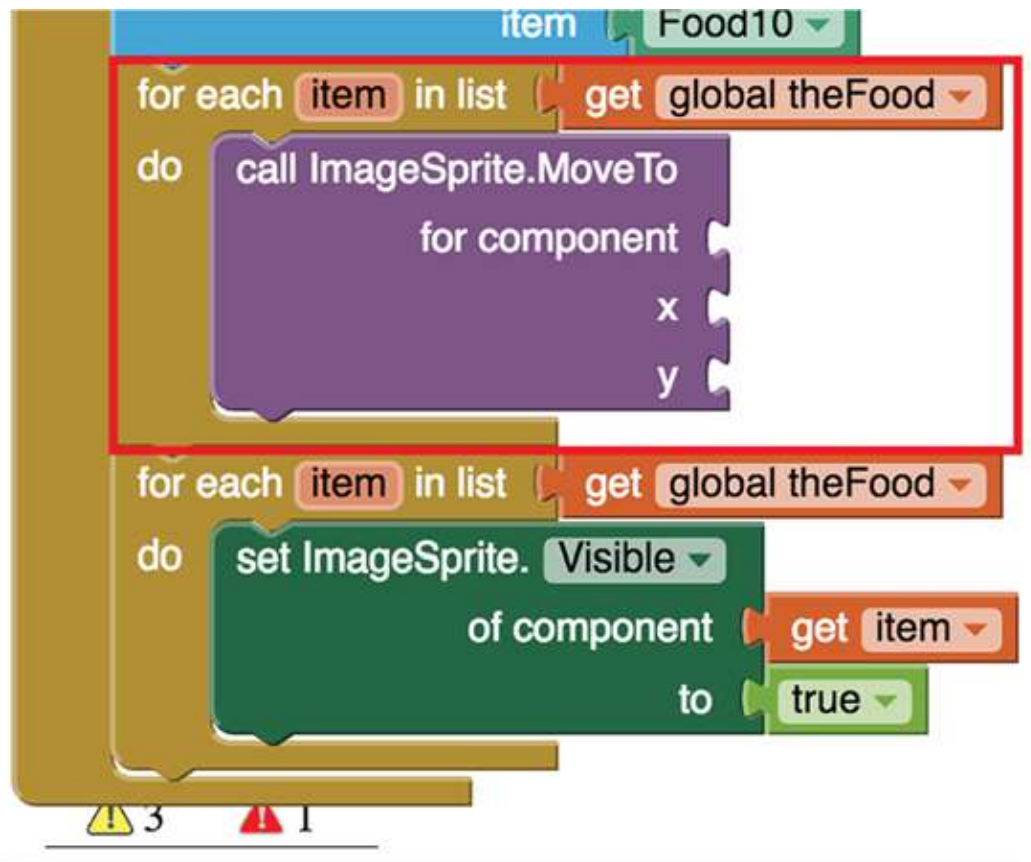 item Food10
for each item in list get global theFood
do call ImageSprite.MoveTo
for component
x
y
for each item in list get global theFood
do set ImageSprite. Visible
of component get item
to true
3 1